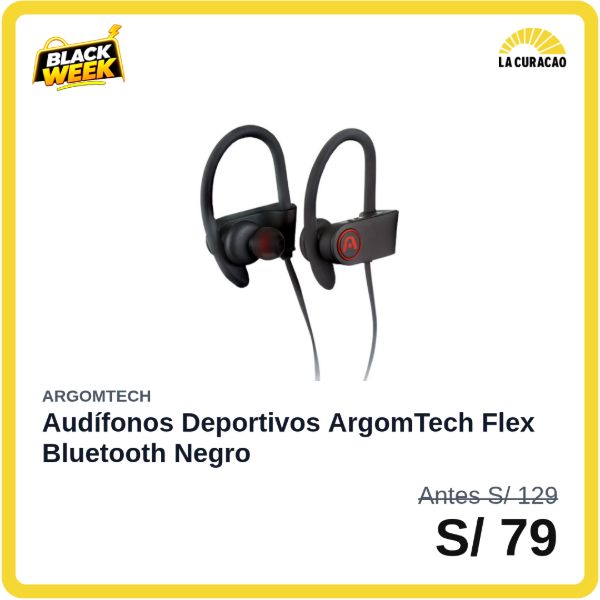 BLACK
WEEK
LA CURACAO
A
ARGOMTECH
Audífonos Deportivos ArgomTech Flex
Bluetooth Negro
Antes S/ 129
S/ 79